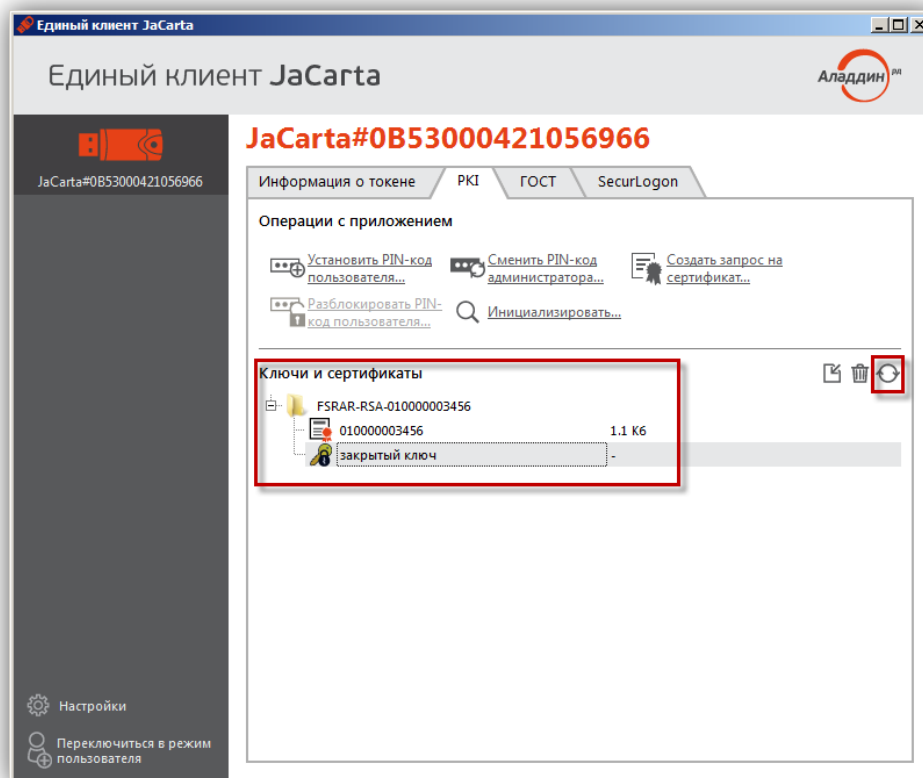 Единый клиент JaCarta
Единый клиент JaCarta
Аладдин РД
JaCarta#0B53000421056966
JaCarta#0B53000421056966
Информация о токене PKI ГОСТ SecurLogon
Операции с приложением
Установить PIN-код
пользователя...
Сменить PIN-код
администратора...
Создать запрос на
сертификат...
Разблокировать PIN-
код пользователя...
Инициализировать...
Ключи и сертификаты
FSRAR-RSA-010000003456
010000003456 1.1 Кб
закрытый ключ -
Настройки
Переключиться в режим
пользователя